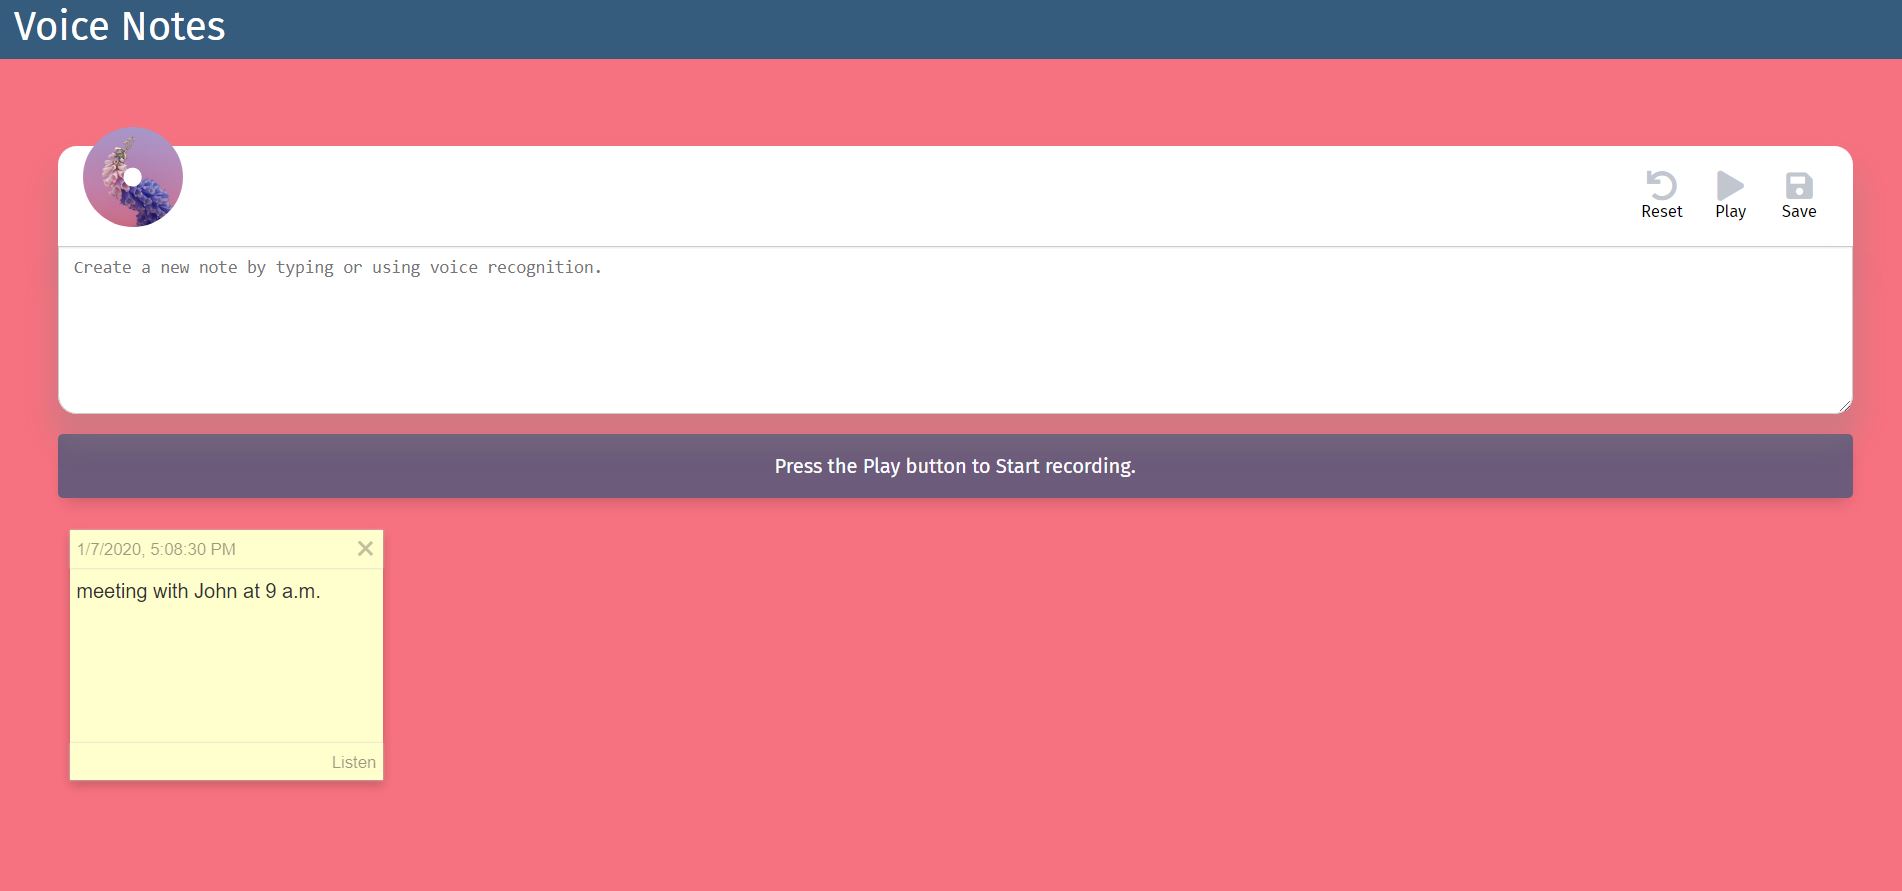 Voice Notes
Reset Play Save
Create a new note by typing or using voice recognition.
Press the Play button to Start recording.
1/7/2020, 5:08:30 PM
meeting with John at 9 a.m.
Listen